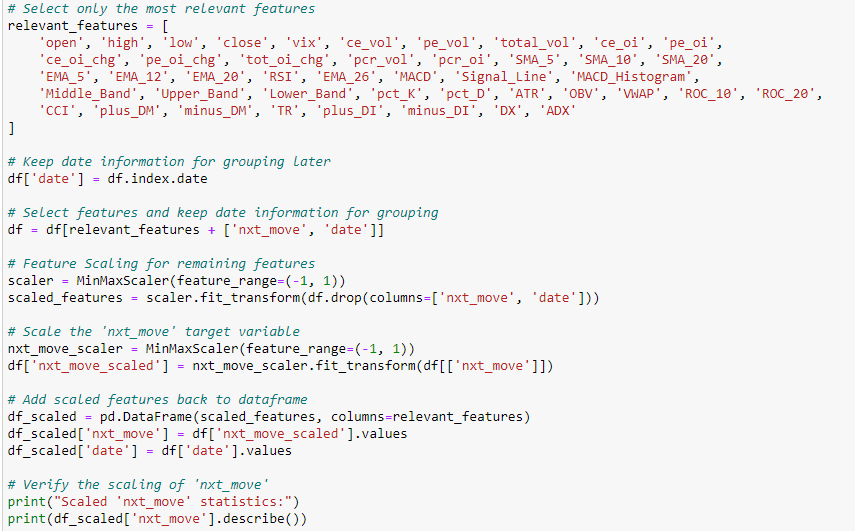 # Select only the most relevant features
relevant_features = [
    'open', 'high', 'low', 'close', 'vix', 'ce_vol', 'pe_vol', 'total_vol', 'ce_oi', 'pe_oi',
    'ce_oi_chg', 'pe_oi_chg', 'tot_oi_chg', 'pcr_vol', 'pcr_oi', 'SMA_5', 'SMA_10', 'SMA_20',
    'EMA_5', 'EMA_12', 'EMA_20', 'RSI', 'EMA_26', 'MACD', 'Signal_Line', 'MACD_Histogram',
    'Middle_Band', 'Upper_Band', 'Lower_Band', 'pct_K', 'pct_D', 'ATR', 'OBV', 'VWAP', 'ROC_10', 'ROC_20',
    'CCI', 'plus_DM', 'minus_DM', 'TR', 'plus_DI', 'minus_DI', 'DX', 'ADX'
]
# Keep date information for grouping later
df['date'] = df.index.date
# Select features and keep date information for grouping
df = df[relevant_features + ['nxt_move', 'date']]
# Feature Scaling for remaining features
scaler = MinMaxScaler(feature_range=(-1, 1))
scaled_features = scaler.fit_transform(df.drop(columns=['nxt_move', 'date']))
# Scale the 'nxt_move' target variable
nxt_move_scaler = MinMaxScaler(feature_range=(-1, 1))
df['nxt_move_scaled'] = nxt_move_scaler.fit_transform(df[['nxt_move']])
# Add scaled features back to dataframe
df_scaled = pd.DataFrame(scaled_features, columns=relevant_features)
df_scaled['nxt_move'] = df['nxt_move_scaled'].values
df_scaled['date'] = df['date'].values
# Verify the scaling of 'nxt_move'
print("Scaled 'nxt_move' statistics:")
print(df_scaled['nxt_move'].describe())